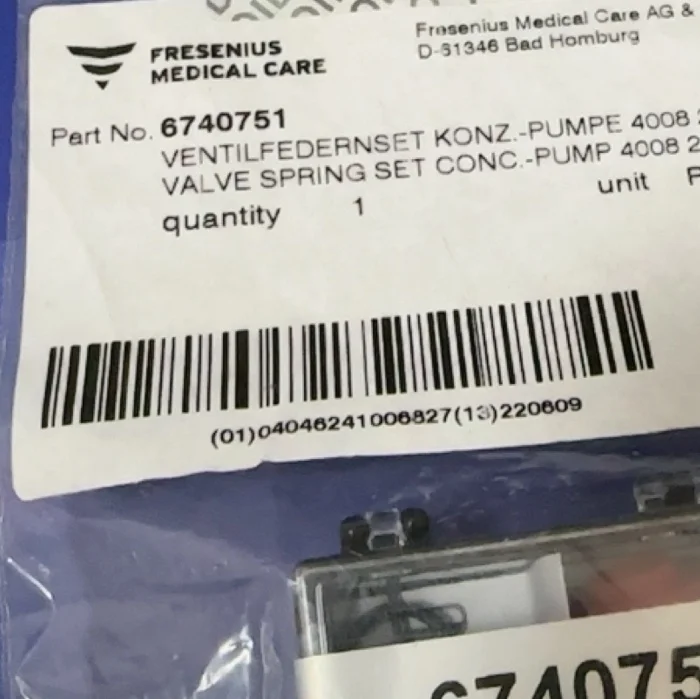 FRESENIUS
MEDICAL CARE
Fresenius Medical Care AG &
D-61346 Bad Homburg
Part No. 6740751
VENTILFEDERNSET KONZ.-PUMPE 4008
VALVE SPRING SET CONC.-PUMP 4008 2
unit
quantity 1
(01)04046241006827(13)220609
674075